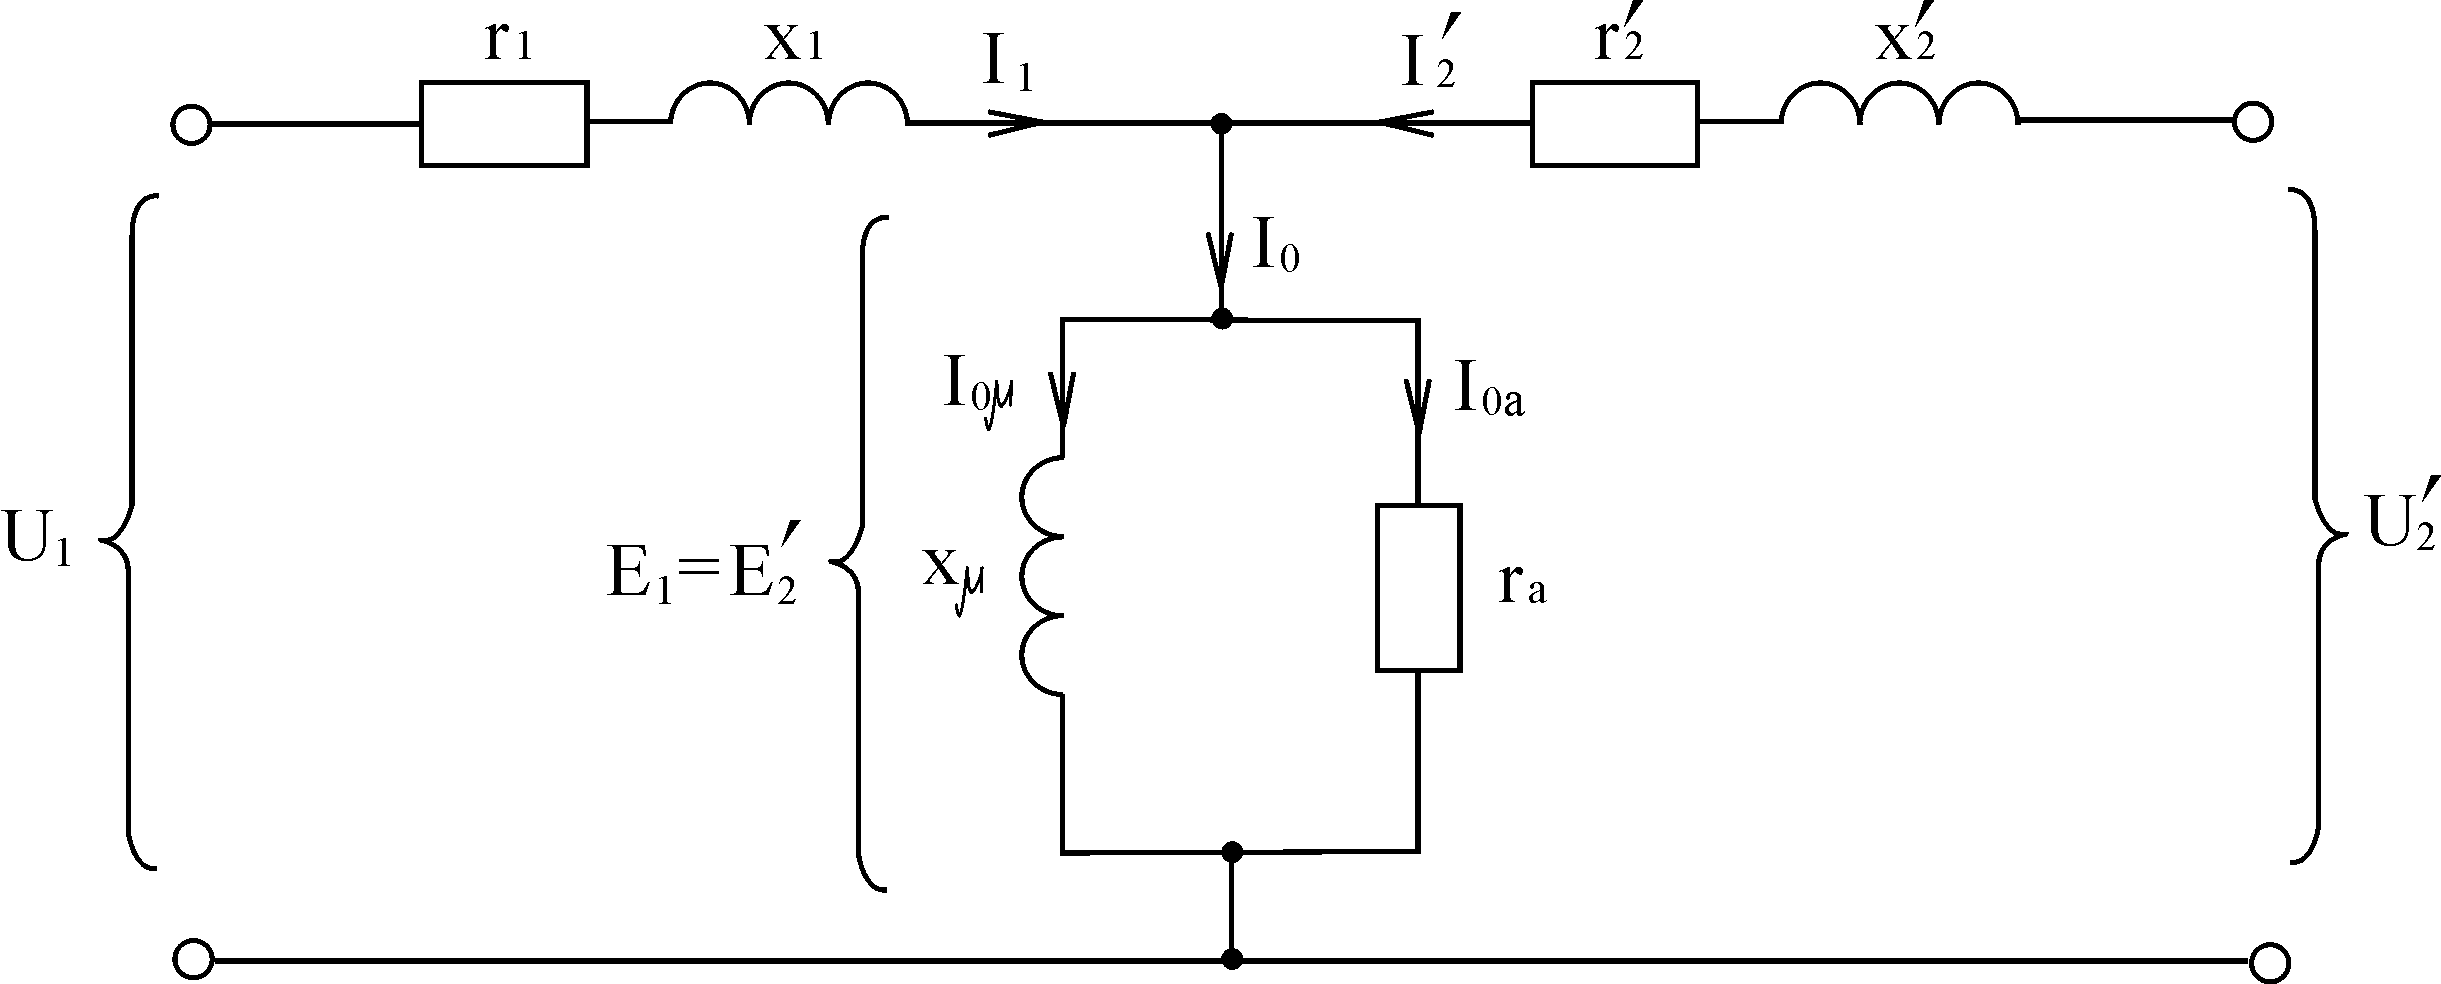 r1 x1 I1 I2′ r2′ x2′
I0
I0μ I0a
U1 E1=E2′ xμ ra U2′